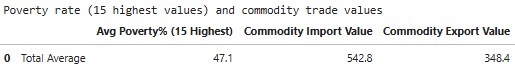 Poverty rate (15 highest values) and commodity trade values
Avg Poverty% (15 Highest) Commodity Import Value Commodity Export Value
0 Total Average 47.1 542.8 348.4